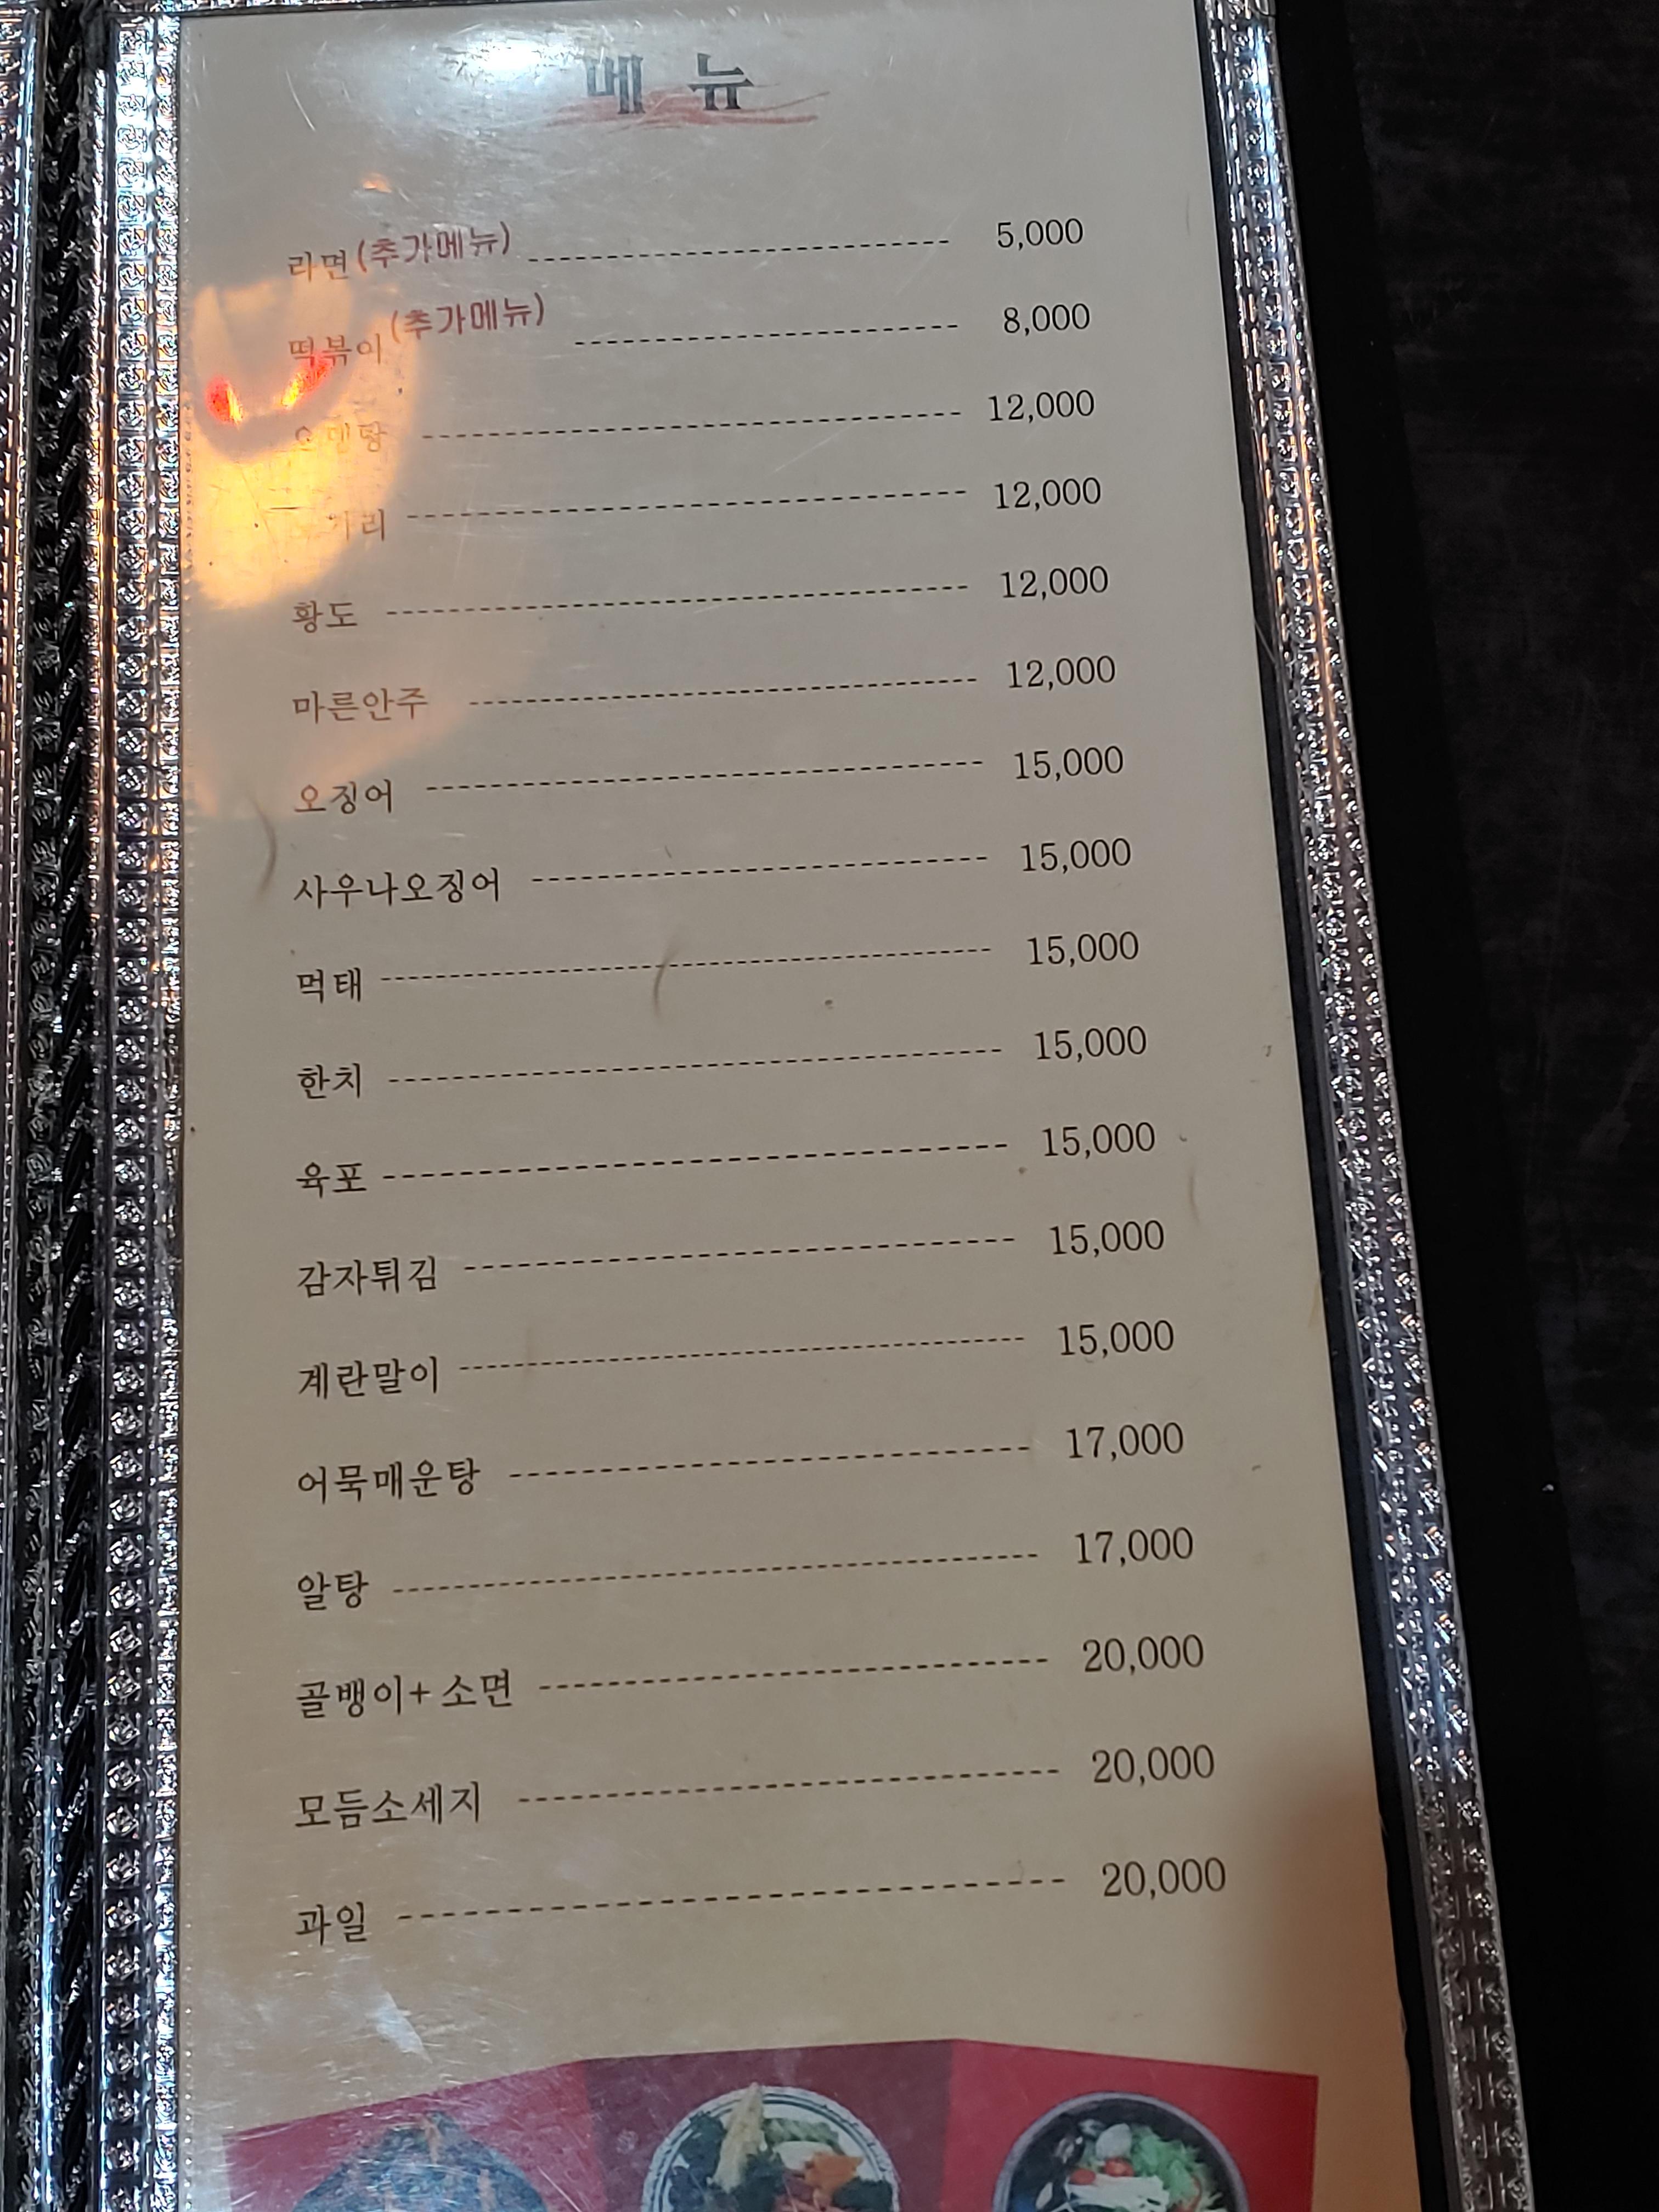 메뉴
라면(추가메뉴) 5,000
떡볶이(추가메뉴) 8,000
오뎅탕 12,000
12,000
황도 12,000
마른안주 12,000
오징어 15,000
사우나오징어 15,000
먹태 15,000
한치 15,000
육포 15,000
감자튀김 15,000
계란말이 15,000
어묵매운탕 17,000
알탕 17,000
골뱅이+소면 20,000
모듬소세지 20,000
과일 20,000